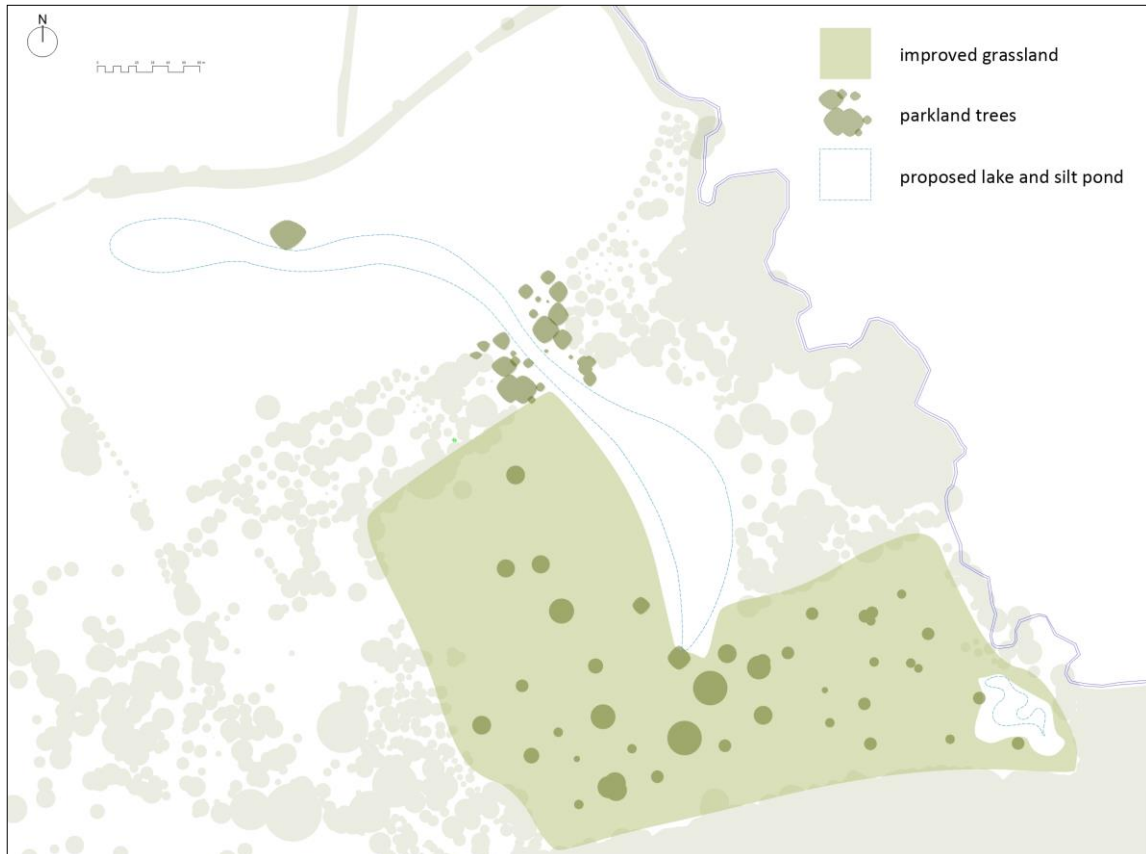 N
improved grassland
parkland trees
proposed lake and silt pond